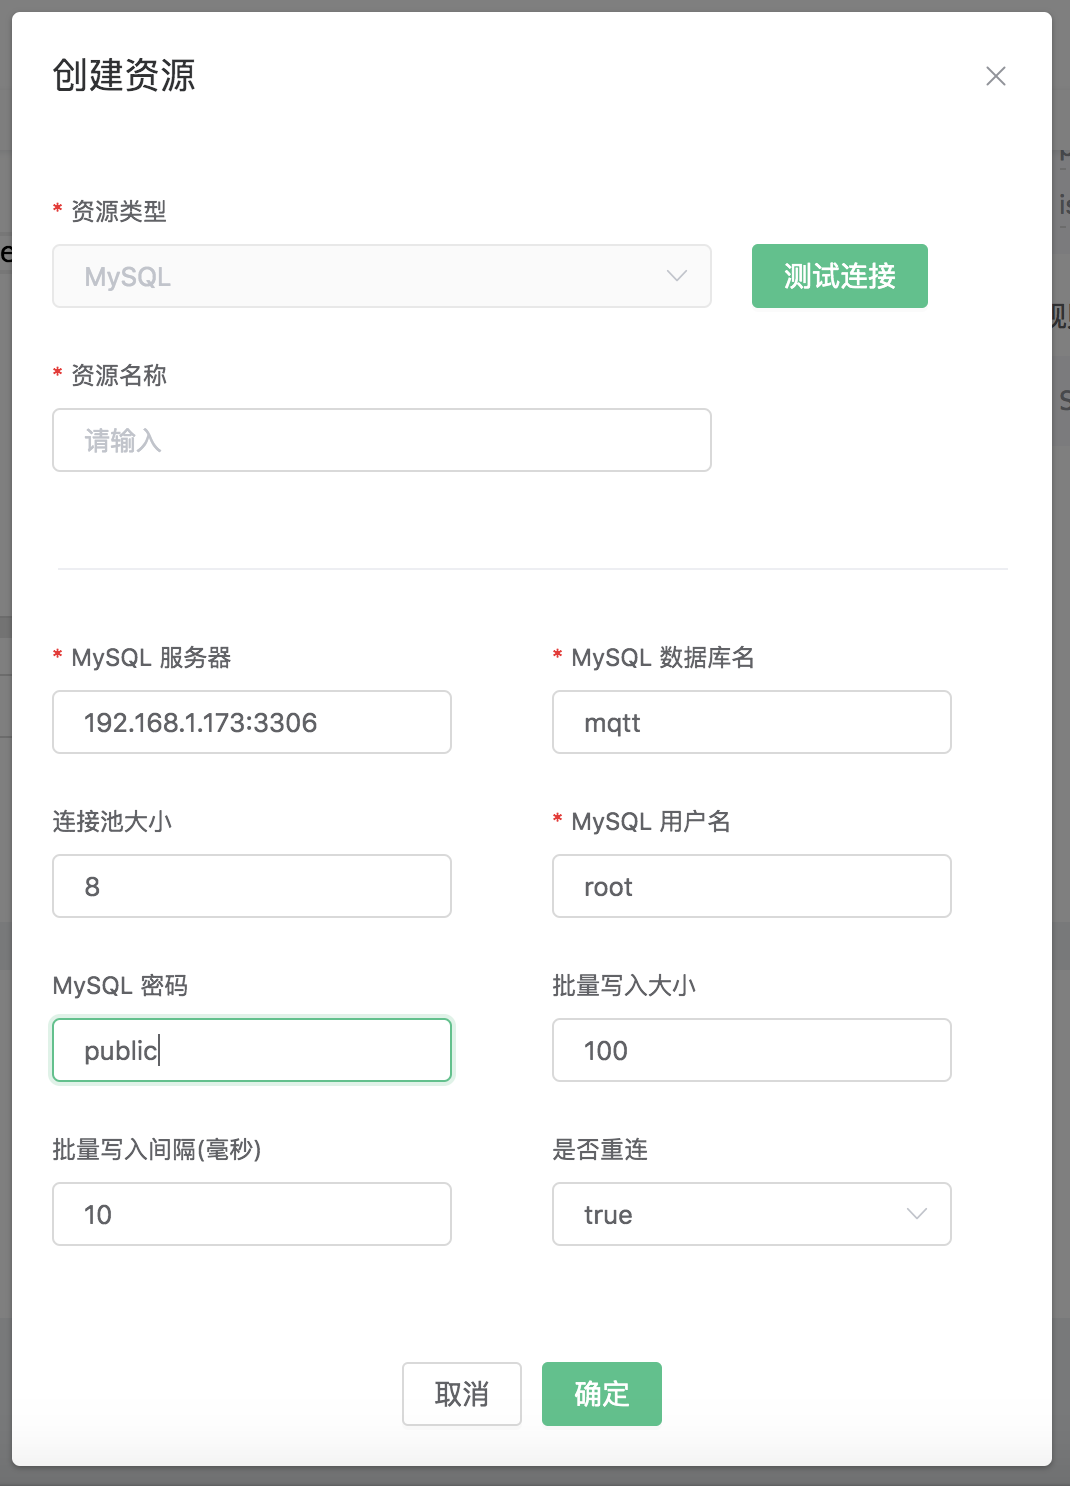 创建资源
* 资源类型
MySQL
测试连接
* 资源名称
请输入
* MySQL 服务器
* MySQL 数据库名
192.168.1.173:3306
mqtt
连接池大小
* MySQL 用户名
8
root
MySQL 密码
批量写入大小
public
100
批量写入间隔(毫秒)
是否重连
10
true
取消
确定